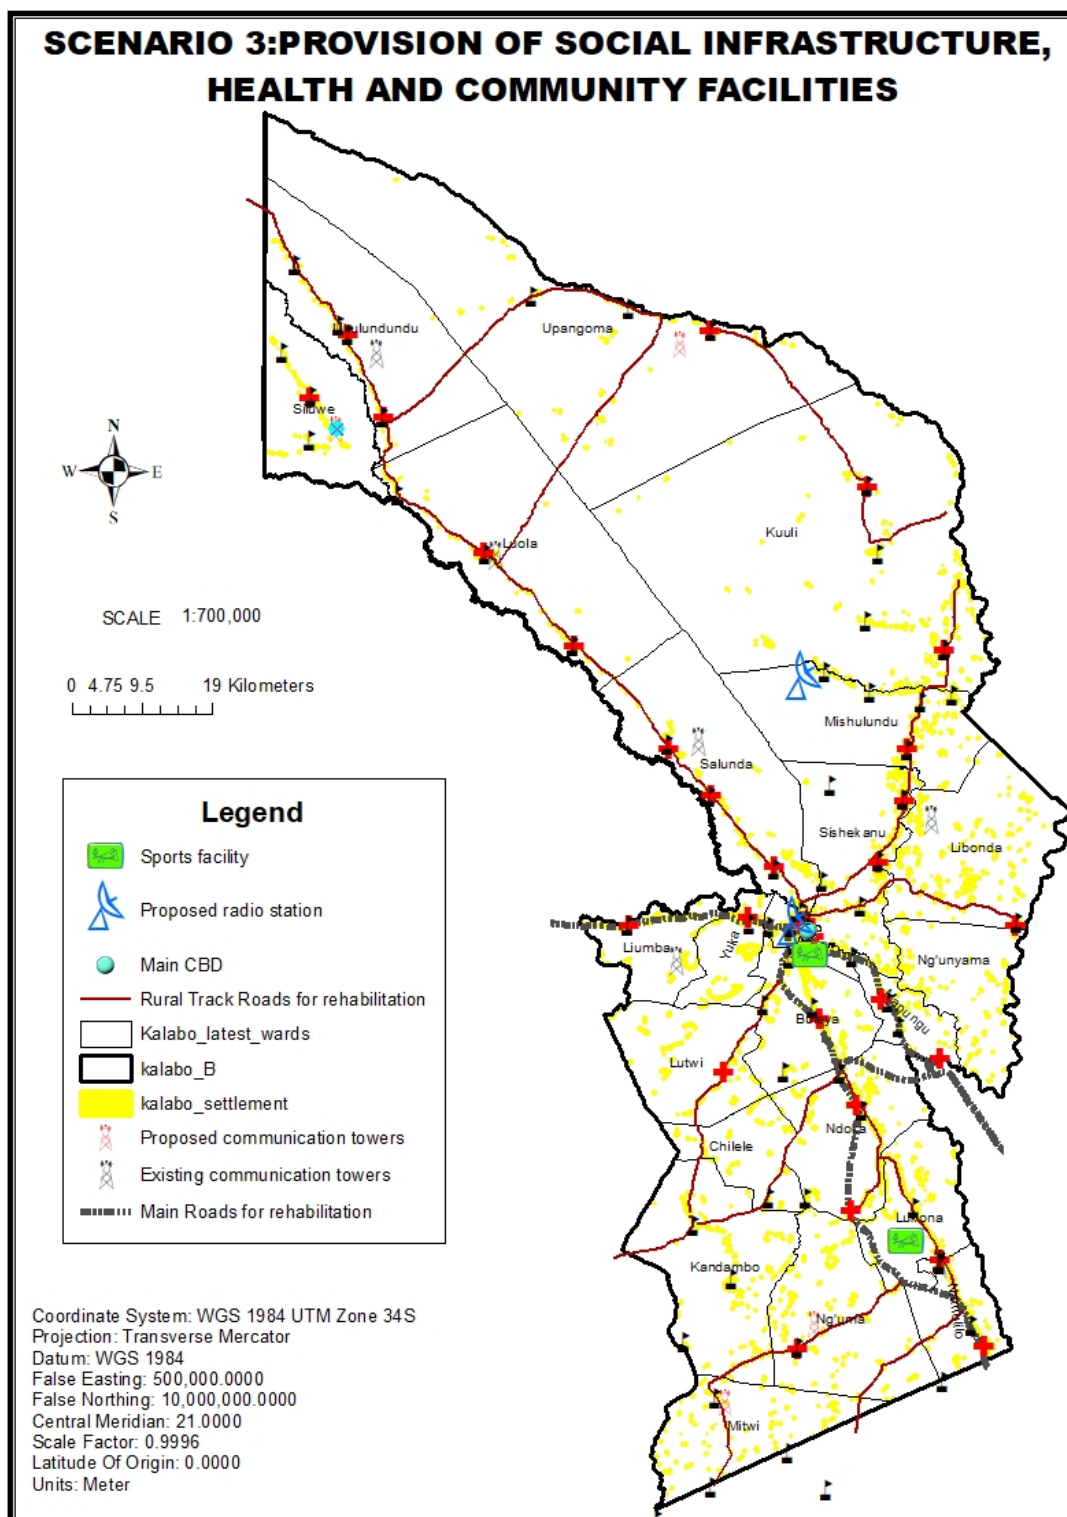 SCENARIO 3:PROVISION OF SOCIAL INFRASTRUCTURE,
HEALTH AND COMMUNITY FACILITIES
Upangoma
Siluwe
N
W E
S
Luola
Kuuli
SCALE 1:700,000
0 4.75 9.5 19 Kilometers
Mishulundu
Salunda
Legend
Sports facility
Proposed radio station
Main CBD
Rural Track Roads for rehabilitation
Kalabo_latest_wards
kalabo_B
kalabo_settlement
Proposed communication towers
Existing communication towers
Main Roads for rehabilitation
Sishekanu
Libonda
Liumba
Yuka
Ng'unyama
Lutwi
Chilele
Kandambo
Ng'uma
Mitwi
Coordinate System: WGS 1984 UTM Zone 34S
Projection: Transverse Mercator
Datum: WGS 1984
False Easting: 500,000.0000
False Northing: 10,000,000.0000
Central Meridian: 21.0000
Scale Factor: 0.9996
Latitude Of Origin: 0.0000
Units: Meter